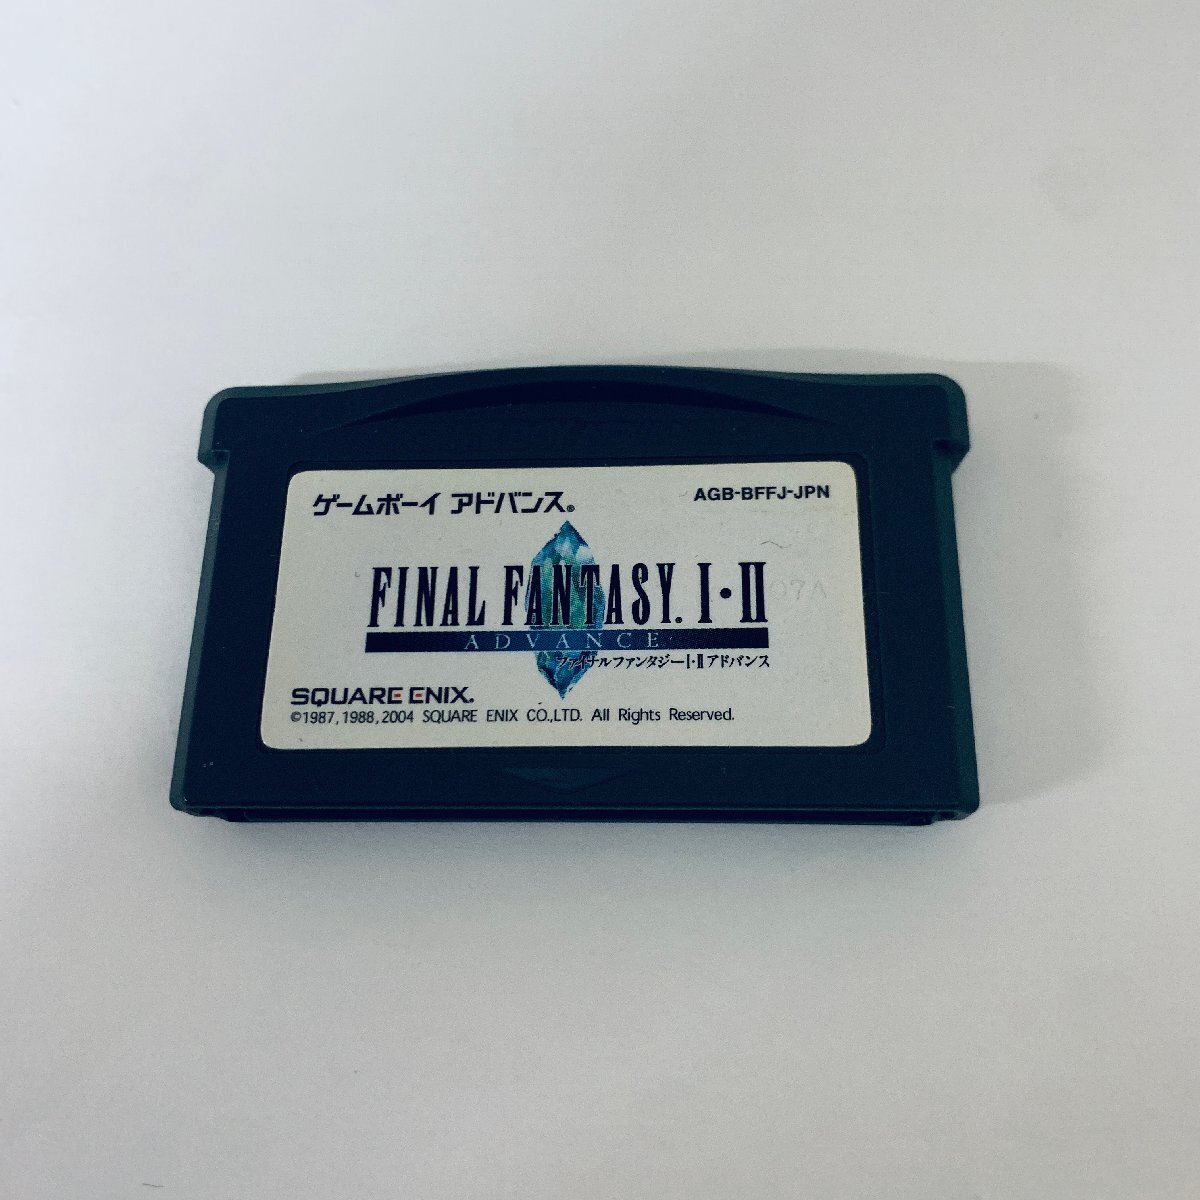 ゲームボーイ アドバンス®
AGB-BFFJ-JPN
FINAL FANTASY. I・II
07A
ADVANCE
ファイナルファンタジーI・II アドバンス
SQUARE ENIX.
©1987,1988,2004 SQUARE ENIX CO.,LTD. All Rights Reserved.